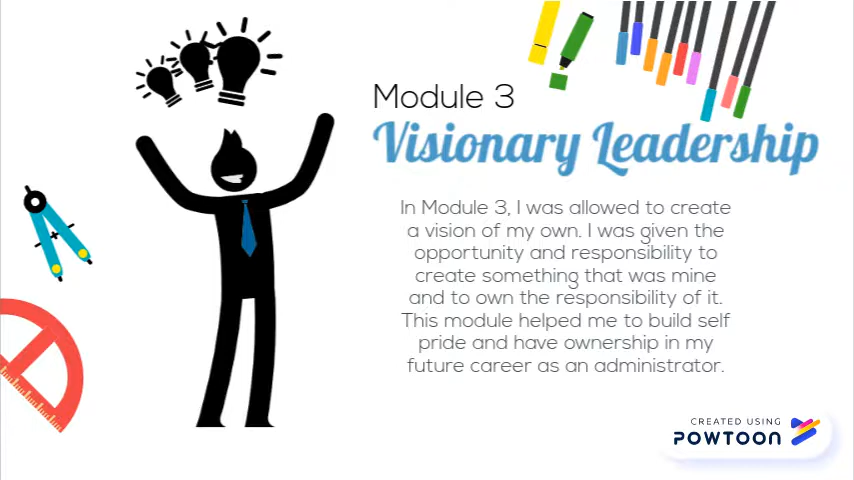 Module 3
Visionary Leadership
In Module 3, I was allowed to create
a vision of my own. I was given the
opportunity and responsibility to
create something that was mine
and to own the responsibility of it.
This module helped me to build self
pride and have ownership in my
future career as an administrator.
CREATED USING
POWTOON